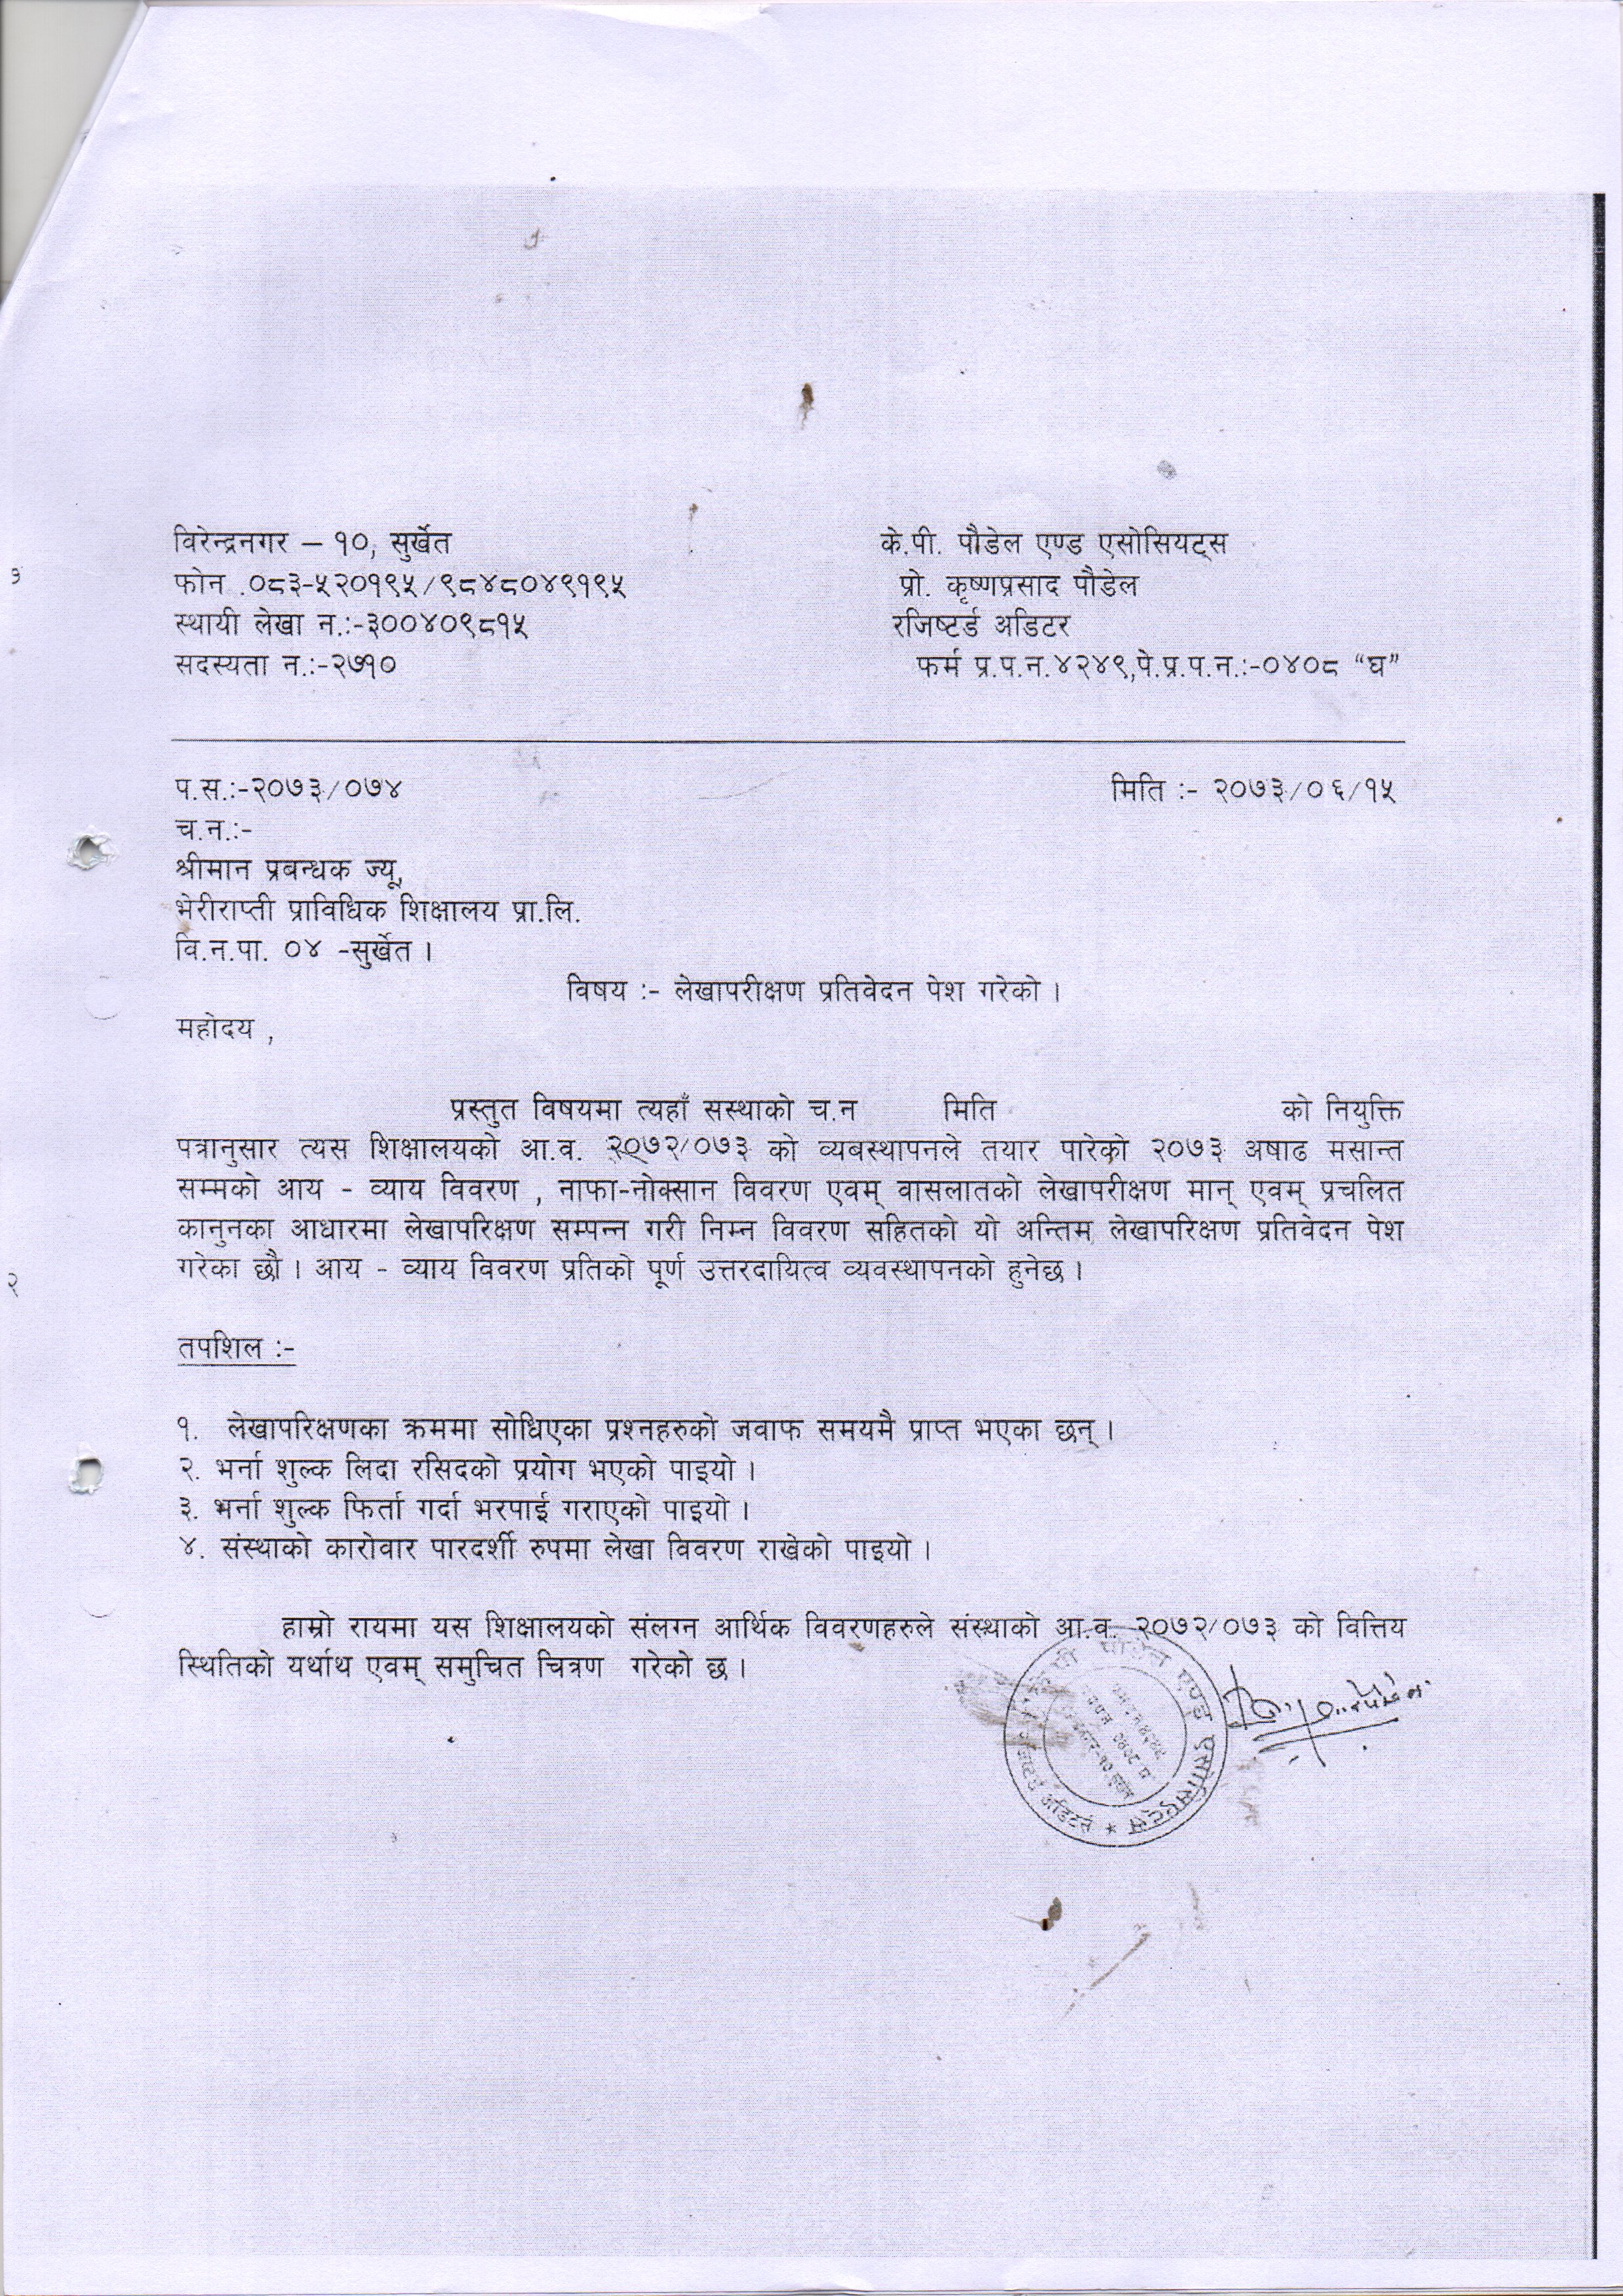 विरेन्द्रनगर – १०, सुर्खेत
के.पी. पौडेल एण्ड एसोसियट्स
फोन .०८३-५२०१९५/९८४८०४९१९५
प्रो. कृष्णप्रसाद पौडेल
स्थायी लेखा न.:-३००४०९८१५
रजिष्टर्ड अडिटर
सदस्यता न.:-२७१०
फर्म प्र.प.न.४२४९,पे.प्र.प.न.:-०४०८ “घ”
प.स.:-२०७३/०७४
मिति :- २०७३/०६/१५
च.न.:-
श्रीमान प्रबन्धक ज्यू,
भेरीराप्ती प्राविधिक शिक्षालय प्रा.लि.
वि.न.पा. ०४ -सुर्खेत ।
विषय :- लेखापरीक्षण प्रतिवेदन पेश गरेको ।
महोदय ,
प्रस्तुत विषयमा त्यहाँ सस्थाको च.न मिति को नियुक्ति
पत्रानुसार त्यस शिक्षालयको आ.व. २०७२/०७३ को व्यबस्थापनले तयार पारेको २०७३ अषाढ मसान्त
सम्मको आय - व्याय विवरण , नाफा-नोक्सान विवरण एवम् वासलातको लेखापरीक्षण मान् एवम् प्रचलित
कानुनका आधारमा लेखापरिक्षण सम्पन्न गरी निम्न विवरण सहितको यो अन्तिम लेखापरिक्षण प्रतिवेदन पेश
गरेका छौ । आय - व्याय विवरण प्रतिको पूर्ण उत्तरदायित्व व्यवस्थापनको हुनेछ ।
तपशिल :-
१. लेखापरिक्षणका क्रममा सोधिएका प्रश्नहरुको जवाफ समयमै प्राप्त भएका छन् ।
२. भर्ना शुल्क लिदा रसिदको प्रयोग भएको पाइयो ।
३. भर्ना शुल्क फिर्ता गर्दा भरपाई गराएको पाइयो ।
४. संस्थाको कारोवार पारदर्शी रुपमा लेखा विवरण राखेको पाइयो ।
हाम्रो रायमा यस शिक्षालयको संलग्न आर्थिक विवरणहरुले संस्थाको आ.व. २०७२/०७३ को वित्तिय
स्थितिको यर्थाथ एवम् समुचित चित्रण गरेको छ ।
के.पी. पौडेल एण्ड एसोसिएट्स